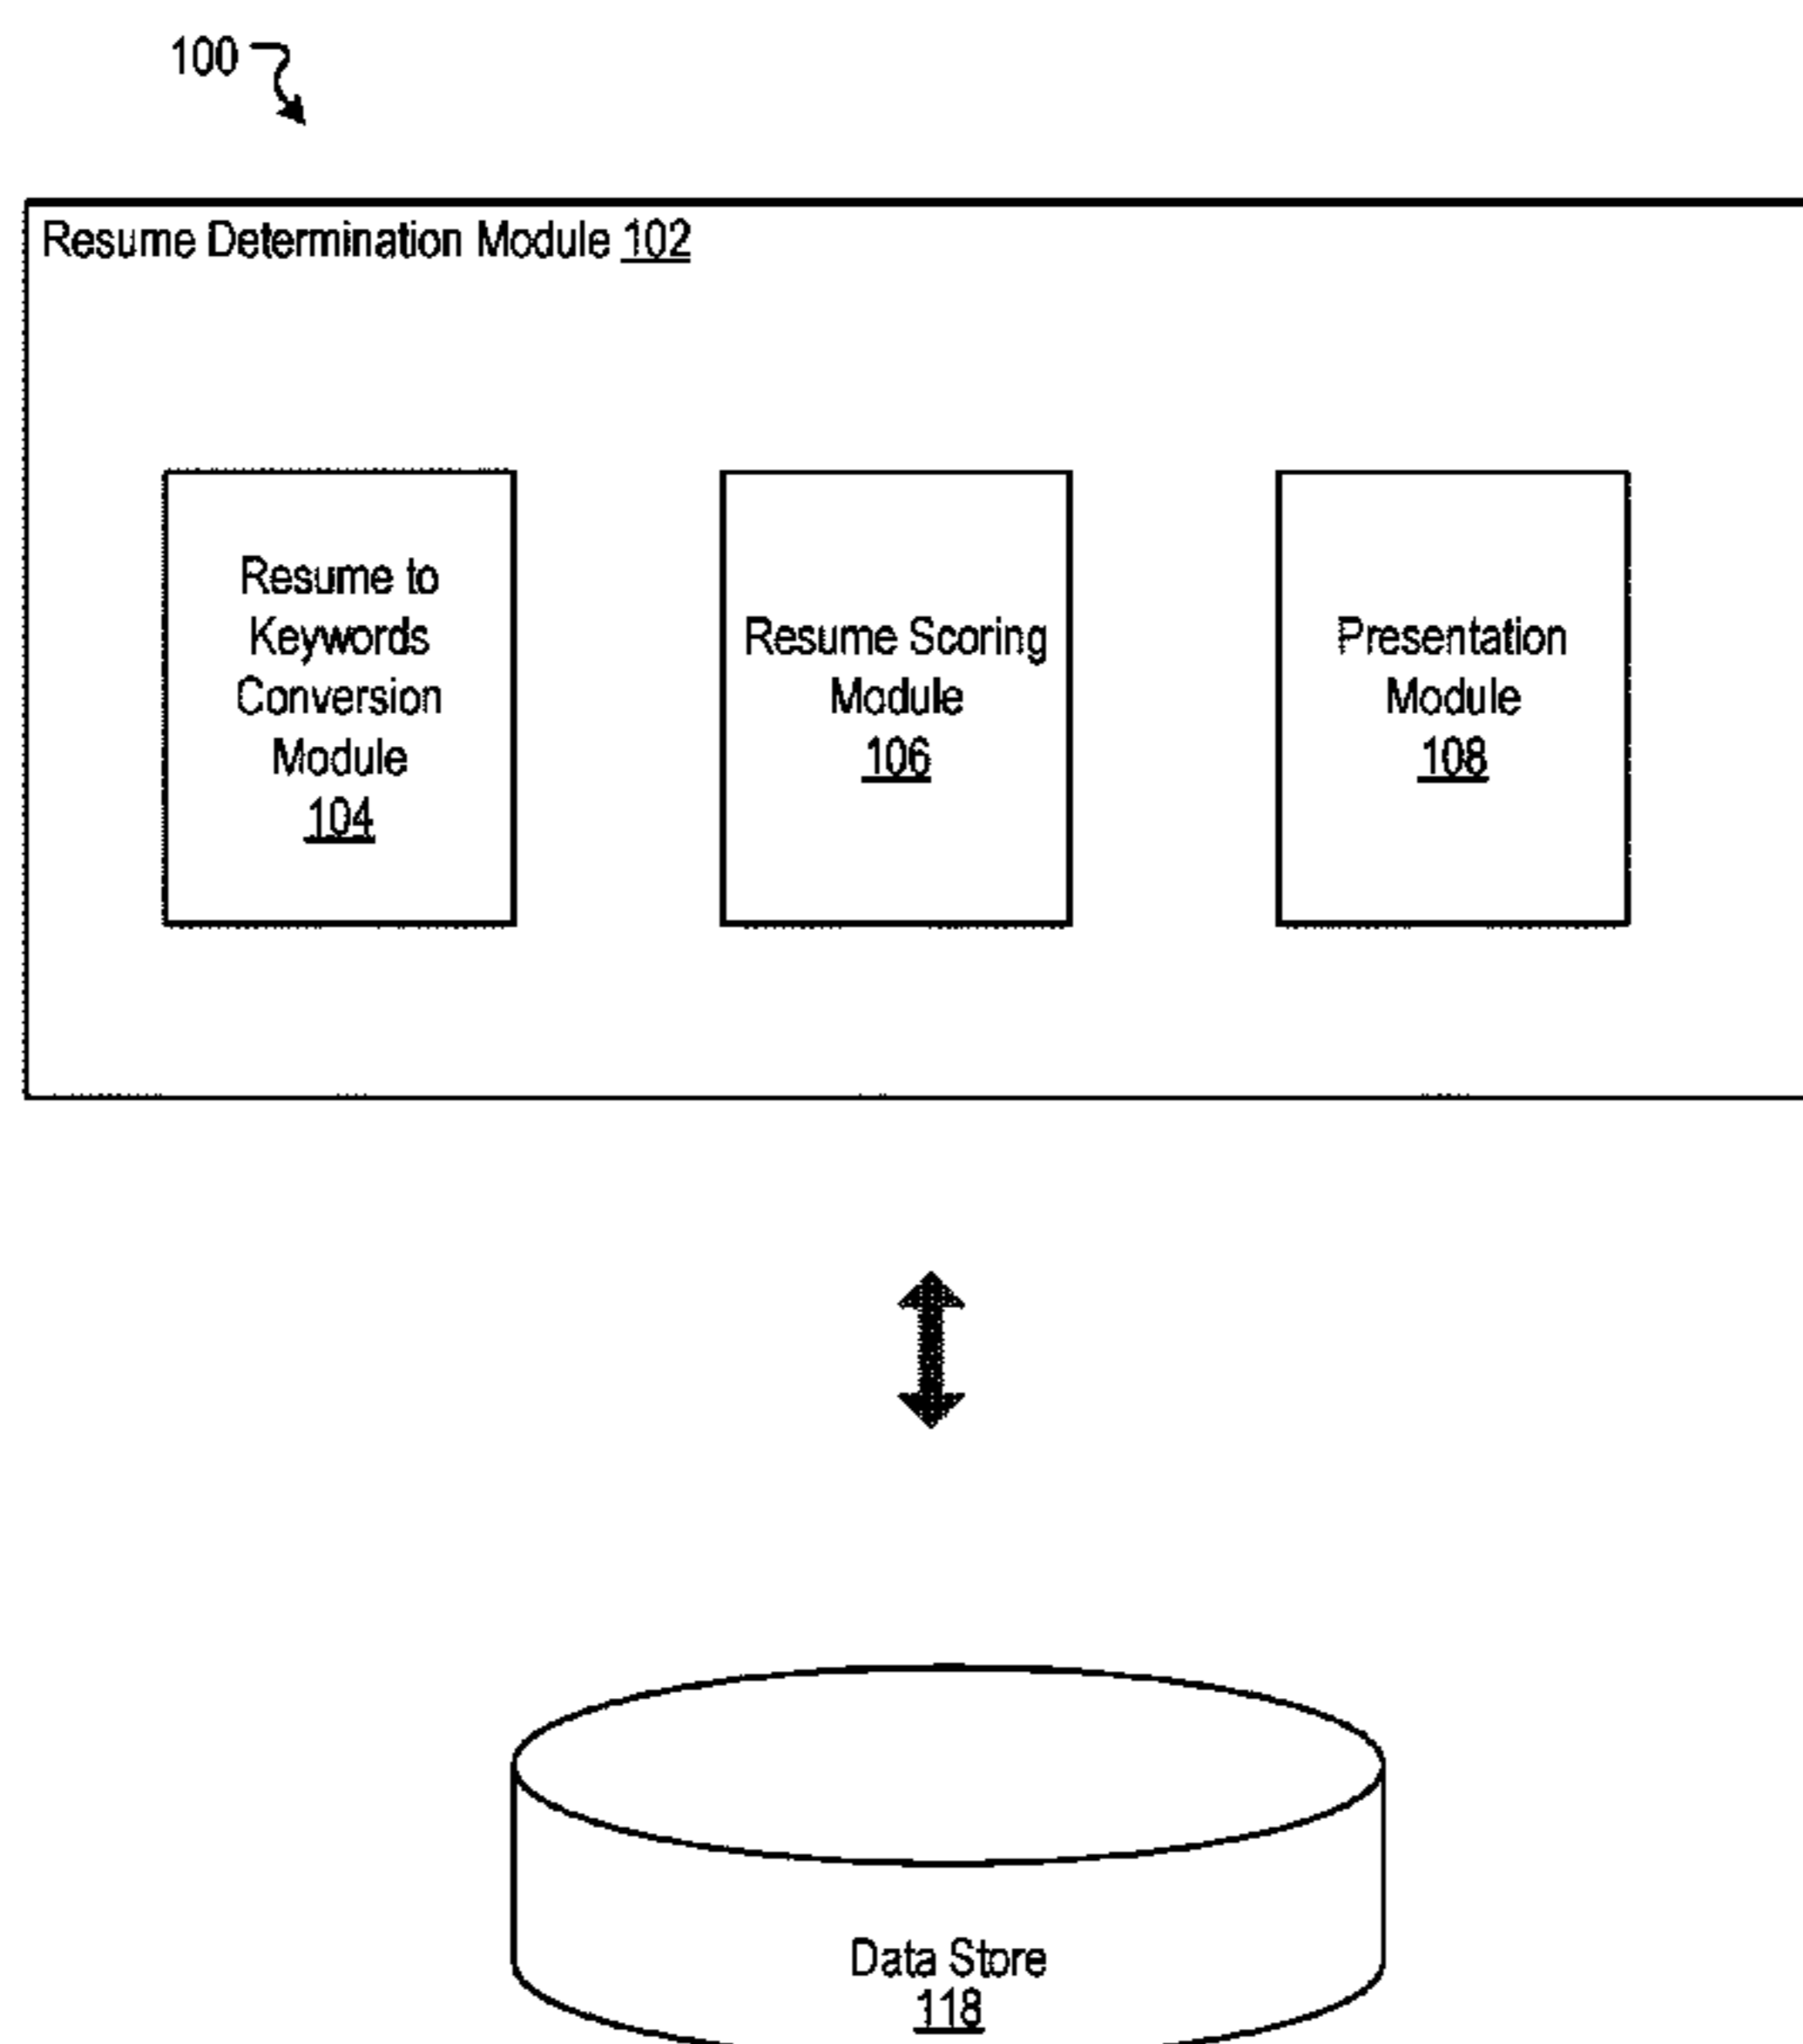 100
Resume Determination Module 102
Resume to
Keywords
Conversion
Module
104
Resume Scoring
Module
106
Presentation
Module
108
Data Store
118